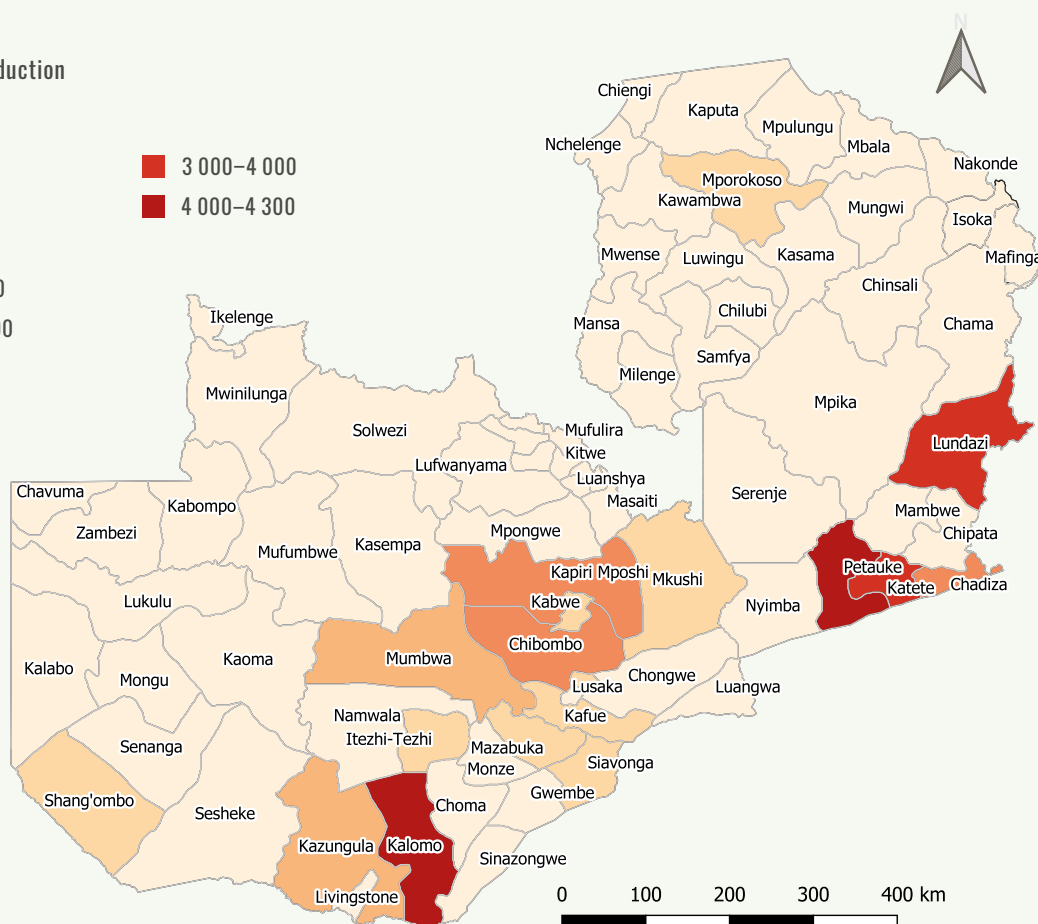 N
duction
3 000–4 000
4 000–4 300
0
00
Chiengi
Kaputa
Mpulungu
Nchelenge
Mbala
Nakonde
Mporokoso
Kawambwa
Mungwi
Isoka
Mwense
Luwingu
Kasama
Mafinga
Chinsali
Ikelenge
Mansa
Chilubi
Chama
Samfya
Milenge
Mwinilunga
Mpika
Solwezi
Mufulira
Lundazi
Kitwe
Lufwanyama
Luanshya
Chavuma
Serenje
Masaiti
Kabompo
Mambwe
Zambezi
Mpongwe
Chipata
Kasempa
Mufumbwe
Petauke
Kapiri Mposhi
Mkushi
Chadiza
Katete
Lukulu
Kabwe
Nyimba
Chibombo
Kaoma
Mumbwa
Kalabo
Mongu
Chongwe
Lusaka
Luangwa
Namwala
Kafue
Itezhi-Tezhi
Senanga
Mazabuka
Siavonga
Monze
Gwembe
Shang'ombo
Choma
Sesheke
Kazungula
Kalomo
Sinazongwe
Livingstone
0 100 200 300 400 km